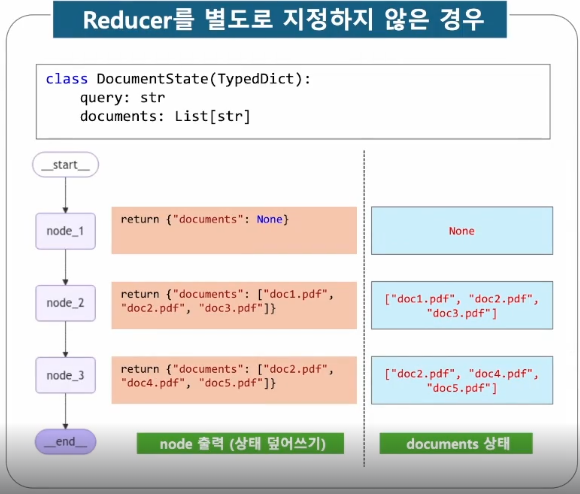 Reducer를 별도로 지정하지 않은 경우
class DocumentState(TypedDict):
    query: str
    documents: List[str]
__start__
node_1
return {"documents": None}
None
node_2
return {"documents": ["doc1.pdf",
"doc2.pdf", "doc3.pdf"]}
["doc1.pdf", "doc2.pdf",
"doc3.pdf"]
node_3
return {"documents": ["doc2.pdf",
"doc4.pdf", "doc5.pdf"]}
["doc2.pdf", "doc4.pdf",
"doc5.pdf"]
__end__
node 출력 (상태 덮어쓰기)
documents 상태